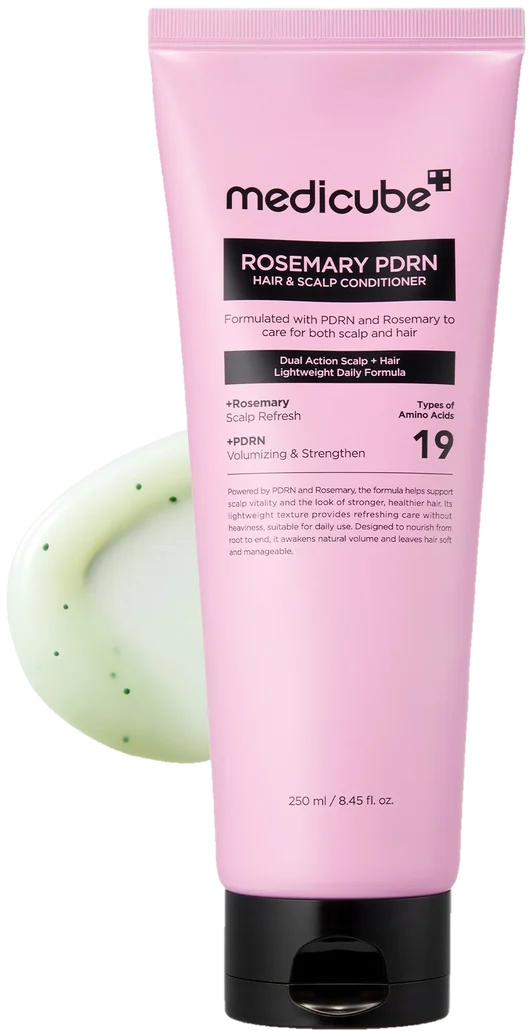 medicube
ROSEMARY PDRN
HAIR & SCALP CONDITIONER
Formulated with PDRN and Rosemary to
care for both scalp and hair
Dual Action Scalp + Hair
Lightweight Daily Formula
+Rosemary
Scalp Refresh
+PDRN
Volumizing & Strengthen
Types of
Amino Acids
19
Powered by PDRN and Rosemary, the formula helps support
scalp vitality and the look of stronger, healthier hair. Its
lightweight texture provides refreshing care without
heaviness, suitable for daily use. Designed to nourish from
root to end, it awakens natural volume and leaves hair soft
and manageable.
250 ml / 8.45 fl. oz.